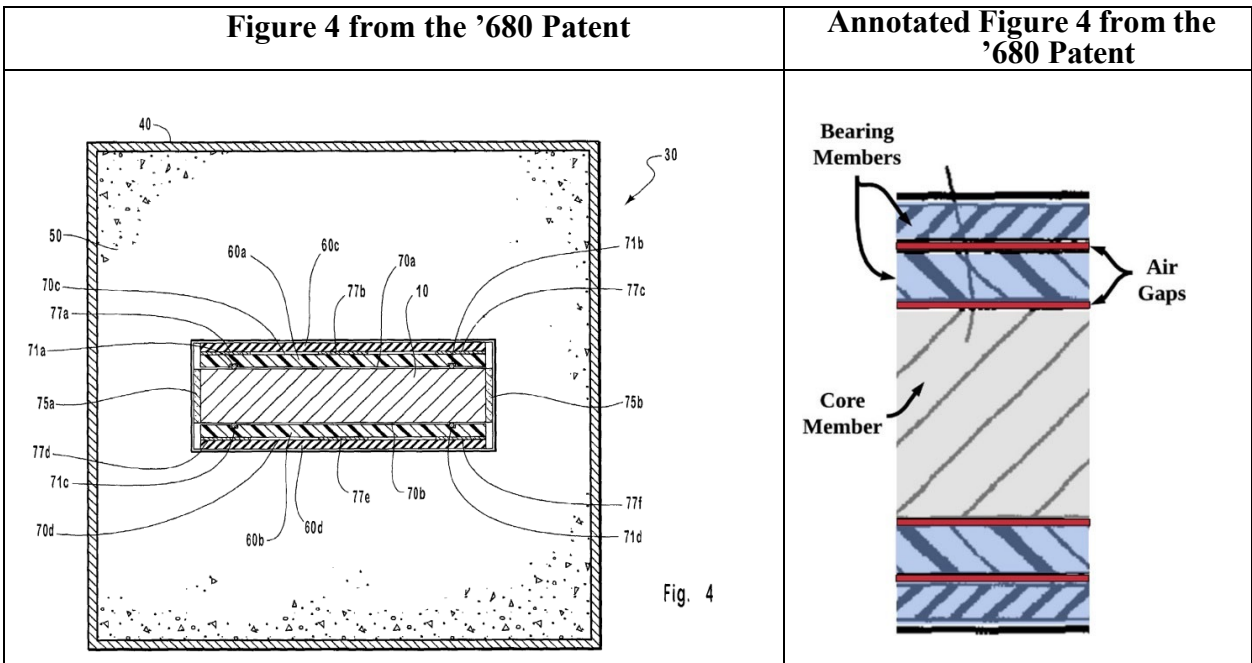 Figure 4 from the ’680 Patent
Annotated Figure 4 from the
’680 Patent
40
30
50
60c
60a
70a
71b
70c
77b
10
77c
77a
71a
75a
75b
77d
71c
77e
70b
77f
70d
60d
60b
71d
Fig. 4
Bearing
Members
Air
Gaps
Core
Member